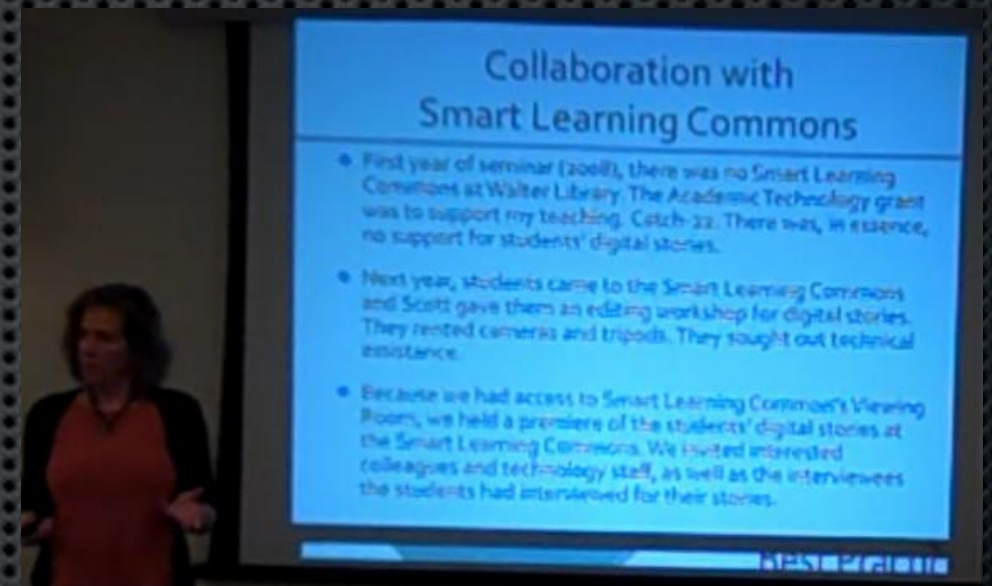 Collaboration with
Smart Learning Commons
First year of seminar (2008), there was no Smart Learning
Commons at Walter Library. The Academic Technology grant
was to support my teaching. Catch-22. There was, in essence,
no support for students' digital stories.
Next year, students came to the Smart Learning Commons
and Scott gave them an editing workshop for digital stories.
They rented cameras and tripods. They sought out technical
assistance.
Because we had access to Smart Learning Common's Viewing
Room, we held a premiere of the students' digital stories at
the Smart Learning Commons. We invited interested
colleagues and technology staff, as well as the interviewees
the students had interviewed for their stories.
Best Practic